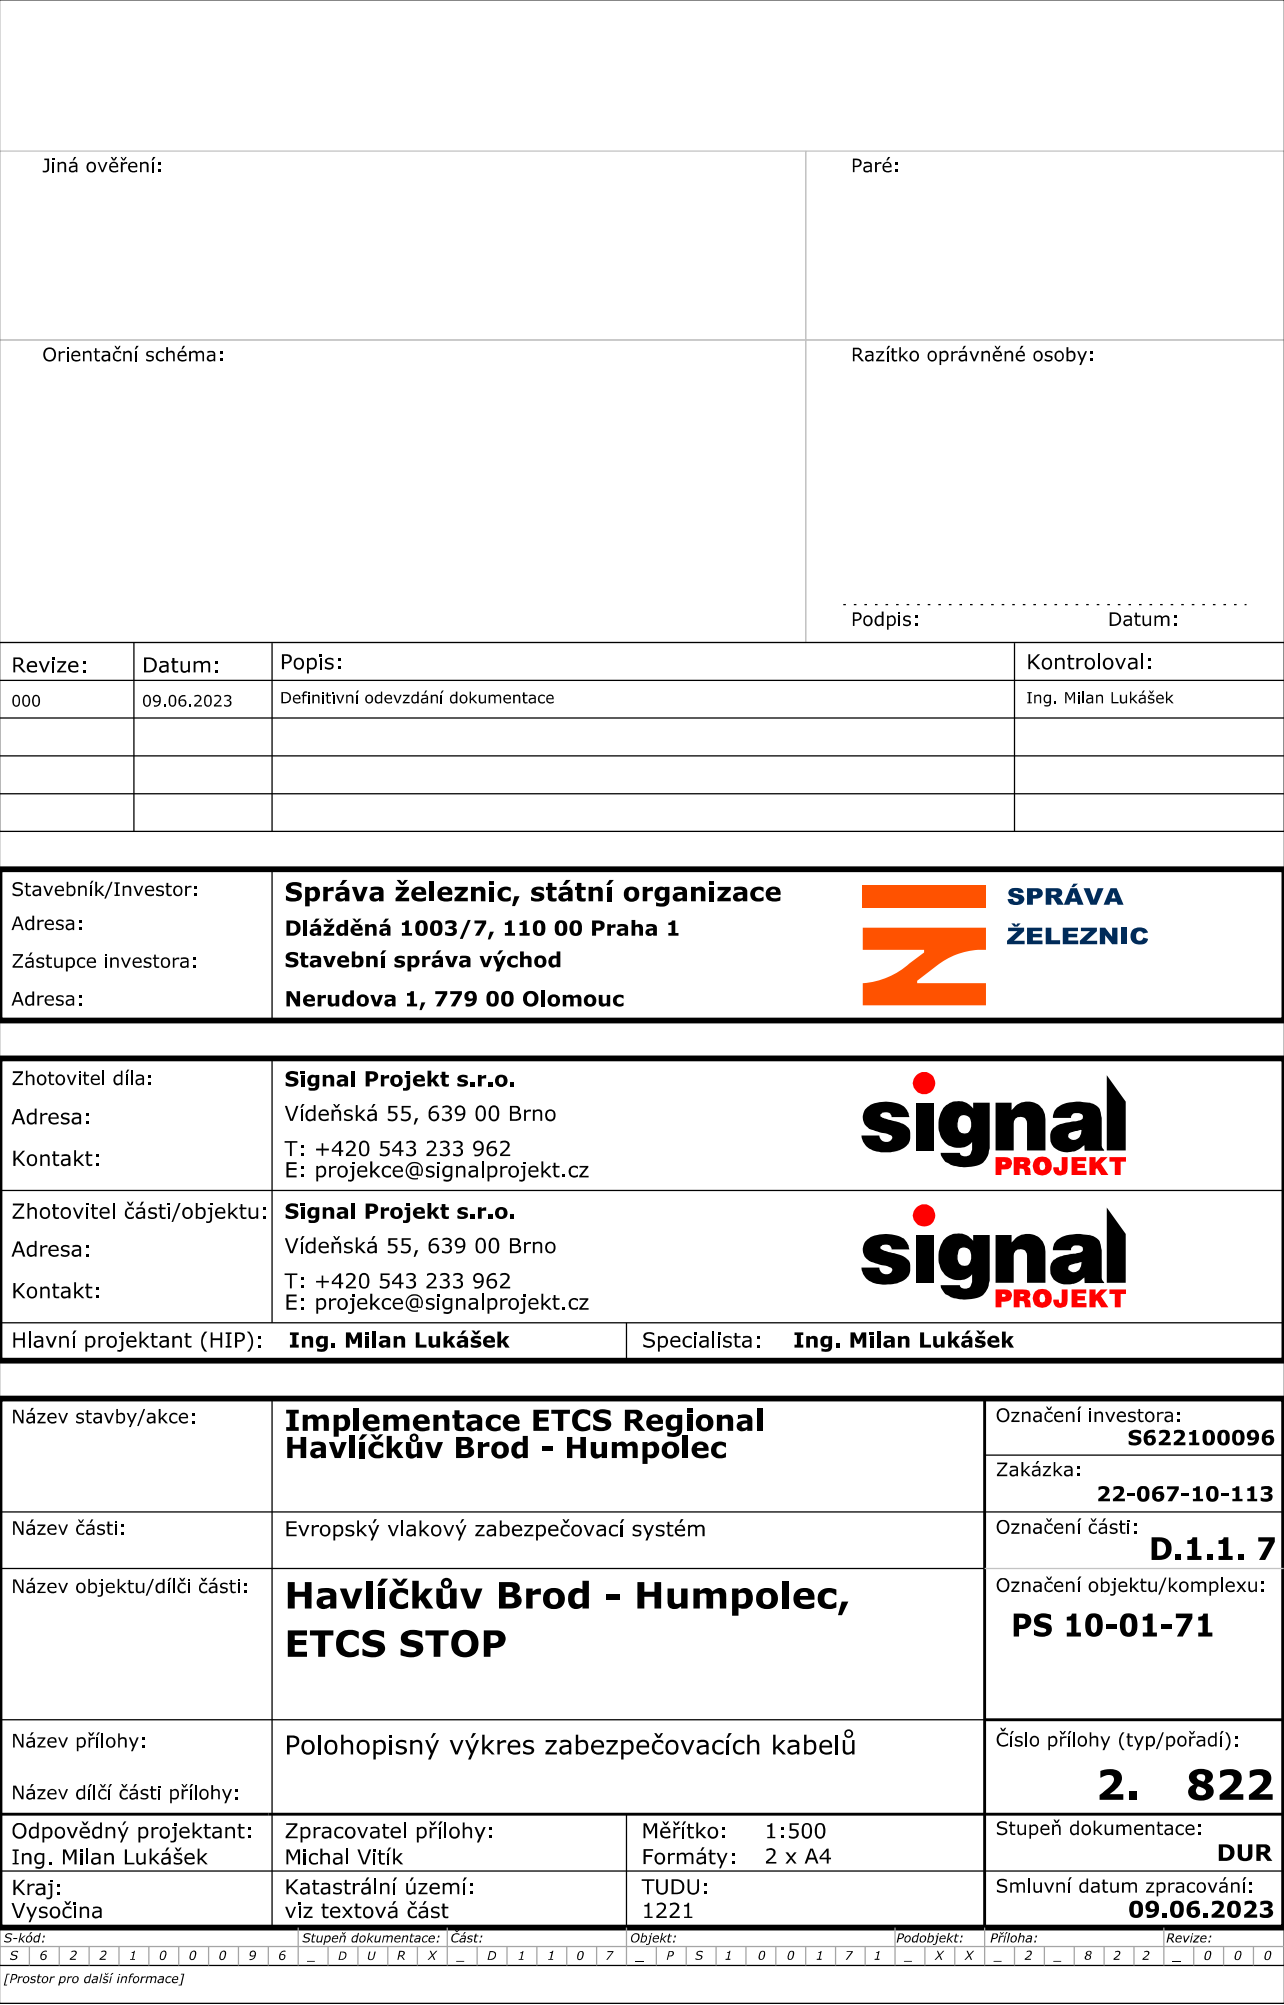 Jiná ověření:
Paré:
Orientační schéma:
Razítko oprávněné osoby:
Podpis: Datum:
Revize: Datum: Popis: Kontroloval:
000 09.06.2023 Definitivní odevzdání dokumentace Ing. Milan Lukášek
Stavebník/Investor: Správa železnic, státní organizace
Adresa: Dlážděná 1003/7, 110 00 Praha 1
Zástupce investora: Stavební správa východ
Adresa: Nerudova 1, 779 00 Olomouc
SPRÁVA
ŽELEZNIC
Zhotovitel díla: Signal Projekt s.r.o.
Adresa: Vídeňská 55, 639 00 Brno
Kontakt: T: +420 543 233 962
E: projekce@signalprojekt.cz
signal
PROJEKT
Zhotovitel části/objektu: Signal Projekt s.r.o.
Adresa: Vídeňská 55, 639 00 Brno
Kontakt: T: +420 543 233 962
E: projekce@signalprojekt.cz
signal
PROJEKT
Hlavní projektant (HIP): Ing. Milan Lukášek Specialista: Ing. Milan Lukášek
Název stavby/akce: Implementace ETCS Regional
Havlíčkův Brod - Humpolec
Označení investora:
S622100096
Zakázka:
22-067-10-113
Název části: Evropský vlakový zabezpečovací systém
Označení části:
D.1.1. 7
Název objektu/dílči části: Havlíčkův Brod - Humpolec,
ETCS STOP
Označení objektu/komplexu:
PS 10-01-71
Název přílohy: Polohopisný výkres zabezpečovacích kabelů
Název dílčí části přílohy:
Číslo přílohy (typ/pořadí):
2. 822
Odpovědný projektant: Zpracovatel přílohy: Měřítko: 1:500
Ing. Milan Lukášek Michal Vitík Formáty: 2 x A4
Stupeň dokumentace:
DUR
Kraj: Katastrální území: TUDU:
Vysočina viz textová část 1221
Smluvní datum zpracování:
09.06.2023
S-kód: Stupeň dokumentace: Část: Objekt: Podobjekt: Příloha: Revize:
S 6 2 2 1 0 0 0 9 6 _ D U R X _ D 1 1 0 7 _ P S 1 0 0 1 7 1 _ X X _ 2 _ 8 2 2 _ 0 0 0
[Prostor pro další informace]